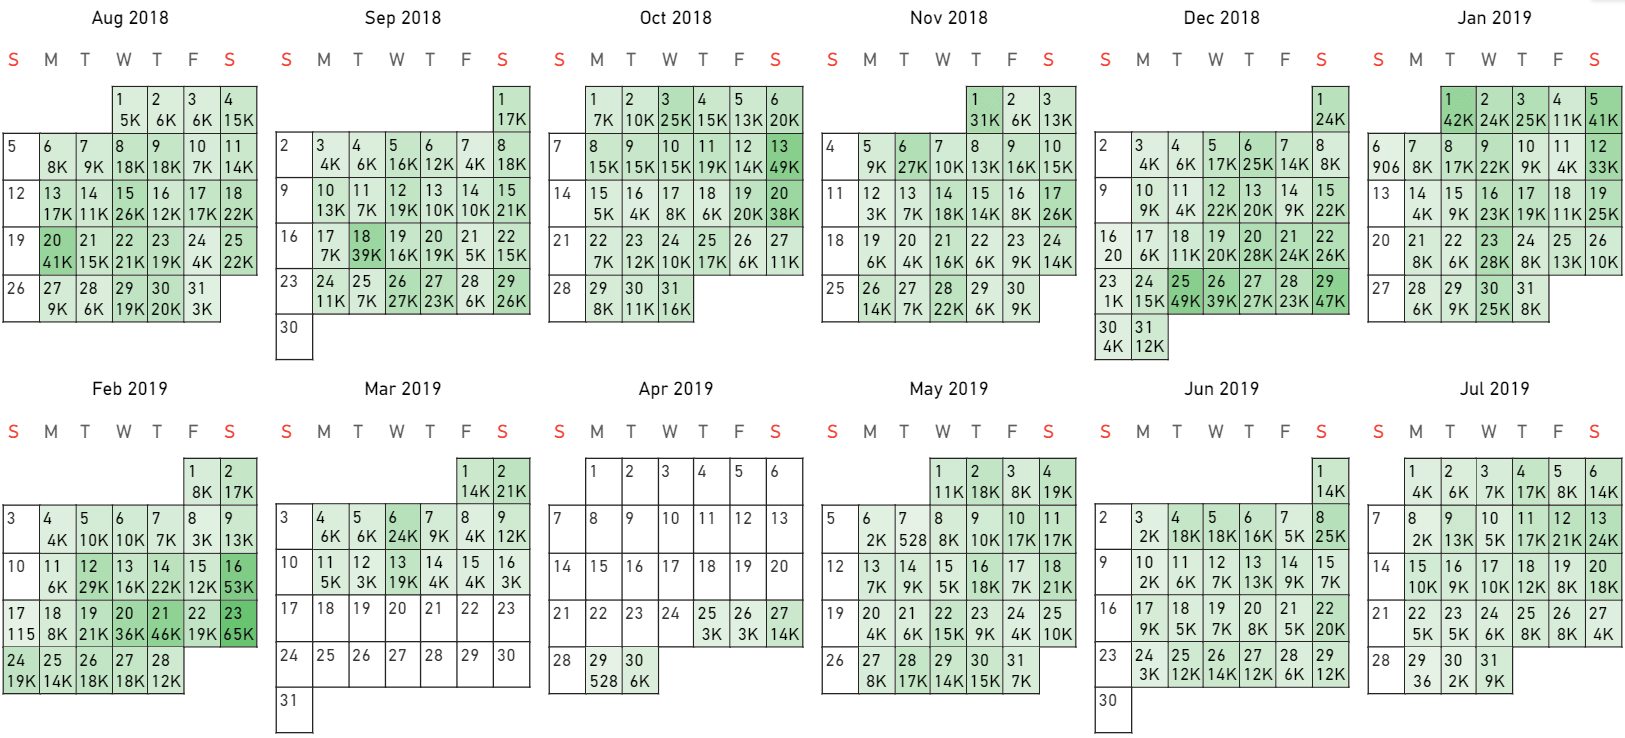 Aug 2018
S M T W T F S
1 2 3 4
5K 6K 6K 15K
5 6 7 8 9 10 11
8K 9K 18K 18K 7K 14K
12 13 14 15 16 17 18
17K 11K 26K 12K 17K 22K
19 20 21 22 23 24 25
41K 15K 21K 19K 4K 22K
26 27 28 29 30 31
9K 6K 19K 20K 3K
Sep 2018
S M T W T F S
1
17K
2 3 4 5 6 7 8
4K 6K 16K 12K 4K 18K
9 10 11 12 13 14 15
13K 7K 19K 10K 10K 21K
16 17 18 19 20 21 22
7K 39K 16K 19K 5K 15K
23 24 25 26 27 28 29
11K 7K 27K 23K 6K 26K
30
Oct 2018
S M T W T F S
1 2 3 4 5 6
7K 10K 25K 15K 13K 20K
7 8 9 10 11 12 13
15K 15K 15K 19K 14K 49K
14 15 16 17 18 19 20
5K 4K 8K 6K 20K 38K
21 22 23 24 25 26 27
7K 12K 10K 17K 6K 11K
28 29 30 31
8K 11K 16K
Nov 2018
S M T W T F S
1 2 3
31K 6K 13K
4 5 6 7 8 9 10
9K 27K 10K 13K 16K 15K
11 12 13 14 15 16 17
3K 7K 18K 14K 8K 26K
18 19 20 21 22 23 24
6K 4K 16K 6K 9K 14K
25 26 27 28 29 30
14K 7K 22K 6K 9K
Dec 2018
S M T W T F S
1
24K
2 3 4 5 6 7 8
4K 6K 17K 25K 14K 8K
9 10 11 12 13 14 15
9K 4K 22K 20K 9K 22K
16 17 18 19 20 21 22
20 6K 11K 20K 28K 24K 26K
23 24 25 26 27 28 29
1K 15K 49K 39K 27K 23K 47K
30 31
4K 12K
Jan 2019
S M T W T F S
1 2 3 4 5
42K 24K 25K 11K 41K
6 7 8 9 10 11 12
906 8K 17K 22K 9K 4K 33K
13 14 15 16 17 18 19
4K 9K 23K 19K 11K 25K
20 21 22 23 24 25 26
8K 6K 28K 8K 13K 10K
27 28 29 30 31
6K 9K 25K 8K
Feb 2019
S M T W T F S
1 2
8K 17K
3 4 5 6 7 8 9
4K 10K 10K 7K 3K 13K
10 11 12 13 14 15 16
6K 29K 16K 22K 12K 53K
17 18 19 20 21 22 23
115 8K 21K 36K 46K 19K 65K
24 25 26 27 28
19K 14K 18K 18K 12K
Mar 2019
S M T W T F S
1 2
14K 21K
3 4 5 6 7 8 9
6K 6K 24K 9K 4K 12K
10 11 12 13 14 15 16
5K 3K 19K 4K 4K 3K
17 18 19 20 21 22 23
24 25 26 27 28 29 30
31
Apr 2019
S M T W T F S
1 2 3 4 5 6
7 8 9 10 11 12 13
14 15 16 17 18 19 20
21 22 23 24 25 26 27
3K 3K 14K
28 29 30
528 6K
May 2019
S M T W T F S
1 2 3 4
11K 18K 8K 19K
5 6 7 8 9 10 11
2K 528 8K 10K 17K 17K
12 13 14 15 16 17 18
7K 9K 5K 18K 7K 21K
19 20 21 22 23 24 25
4K 6K 15K 9K 4K 10K
26 27 28 29 30 31
8K 17K 14K 15K 7K
Jun 2019
S M T W T F S
1
14K
2 3 4 5 6 7 8
2K 18K 18K 16K 5K 25K
9 10 11 12 13 14 15
2K 6K 7K 13K 9K 7K
16 17 18 19 20 21 22
9K 5K 7K 8K 5K 20K
23 24 25 26 27 28 29
3K 12K 14K 12K 6K 12K
30
Jul 2019
S M T W T F S
1 2 3 4 5 6
4K 6K 7K 17K 8K 14K
7 8 9 10 11 12 13
2K 13K 5K 17K 21K 24K
14 15 16 17 18 19 20
10K 9K 10K 12K 8K 18K
21 22 23 24 25 26 27
5K 5K 6K 8K 8K 4K
28 29 30 31
36 2K 9K